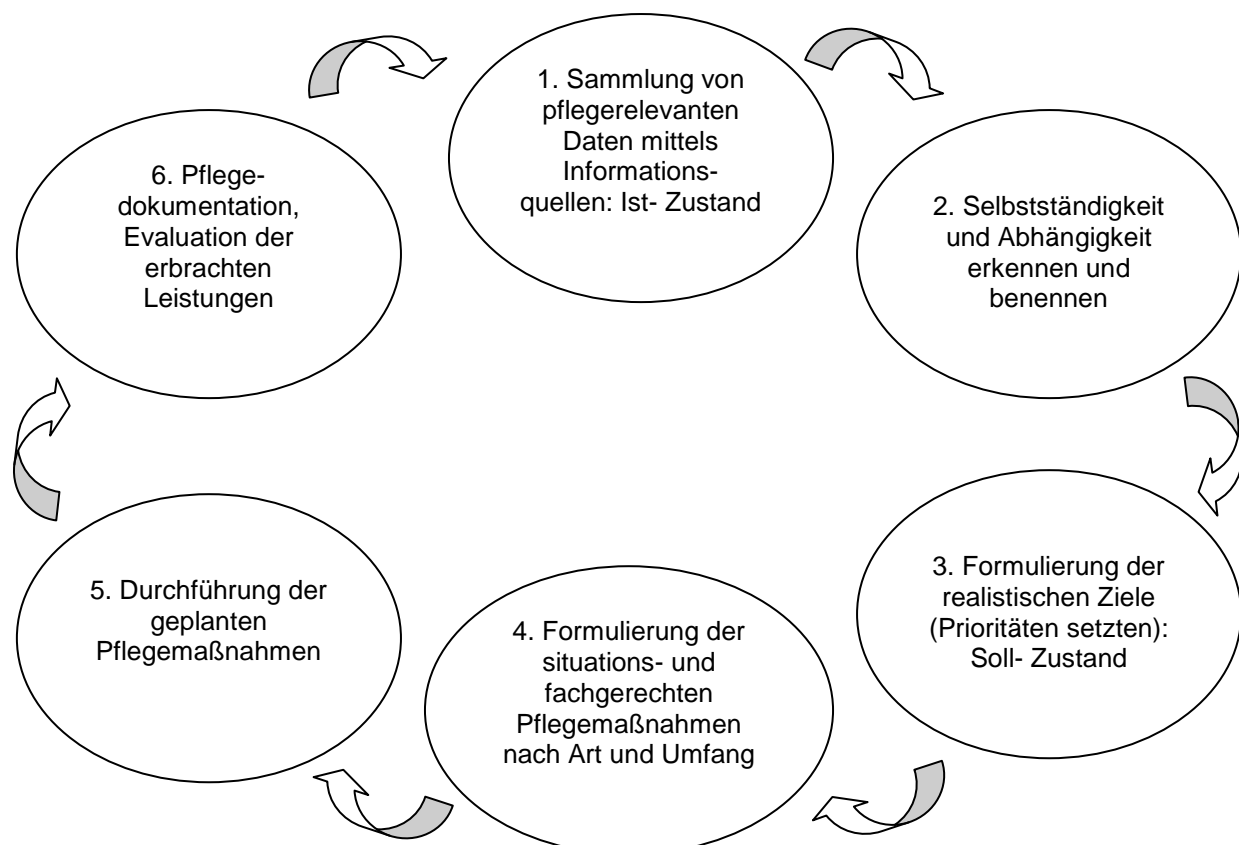 1. Sammlung von
pflegerelevanten
Daten mittels
Informations-
quellen: Ist- Zustand
2. Selbstständigkeit
und Abhängigkeit
erkennen und
benennen
3. Formulierung der
realistischen Ziele
(Prioritäten setzten):
Soll- Zustand
4. Formulierung der
situations- und
fachgerechten
Pflegemaßnahmen
nach Art und Umfang
5. Durchführung der
geplanten
Pflegemaßnahmen
6. Pflege-
dokumentation,
Evaluation der
erbrachten
Leistungen